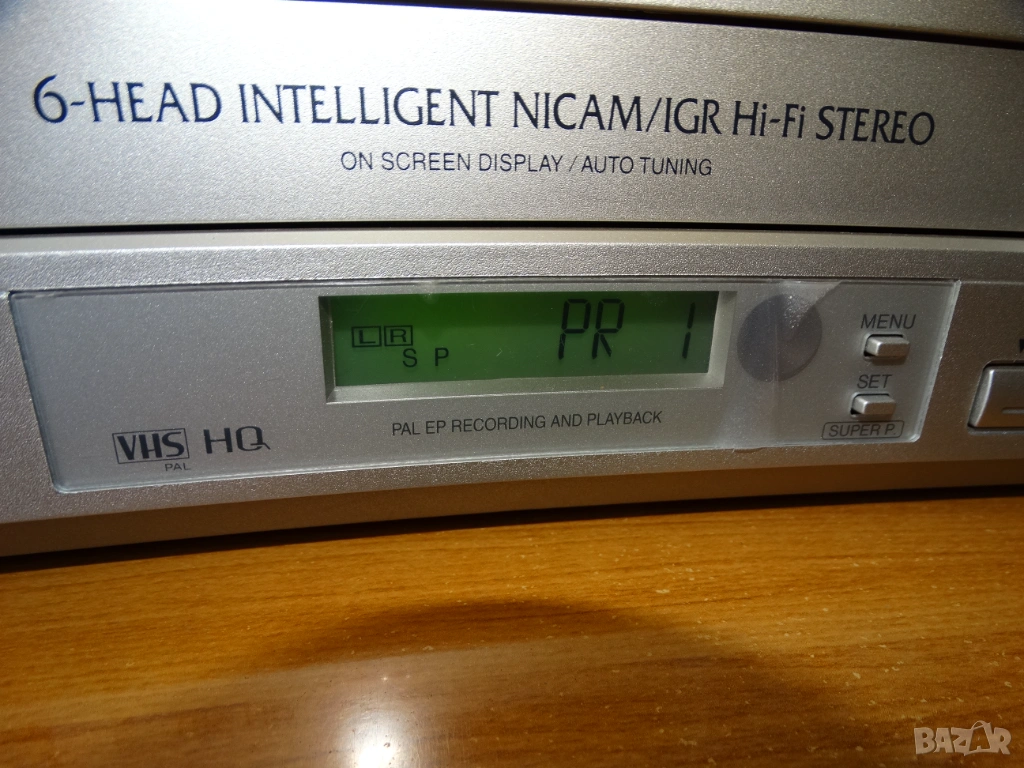 6-HEAD INTELLIGENT NICAM/IGR Hi-Fi STEREO
ON SCREEN DISPLAY / AUTO TUNING
L R
S P
PR 1
MENU
SET
SUPER P.
PAL EP RECORDING AND PLAYBACK
VHS HQ
PAL
BAZAR